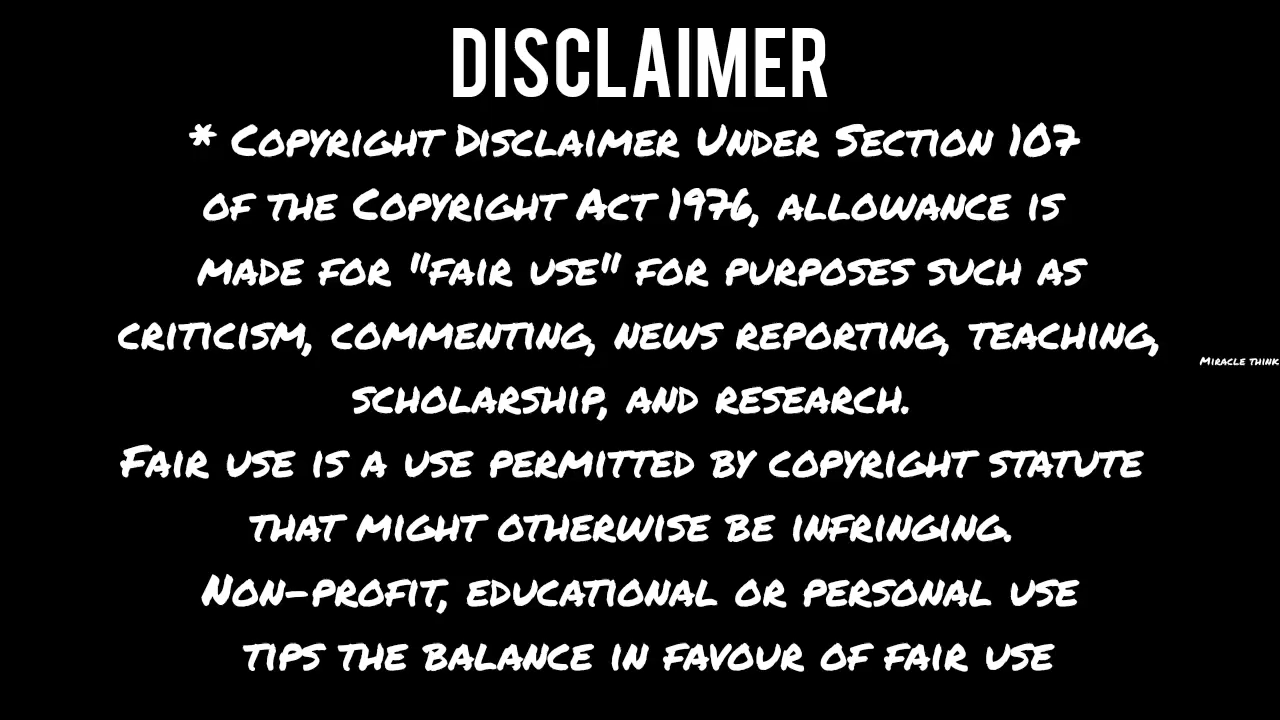 DISCLAIMER
* Copyright Disclaimer Under Section 107
of the Copyright Act 1976, allowance is
made for "fair use" for purposes such as
criticism, commenting, news reporting, teaching,
Miracle think
scholarship, and research.
Fair use is a use permitted by copyright statute
that might otherwise be infringing.
Non-profit, educational or personal use
tips the balance in favour of fair use